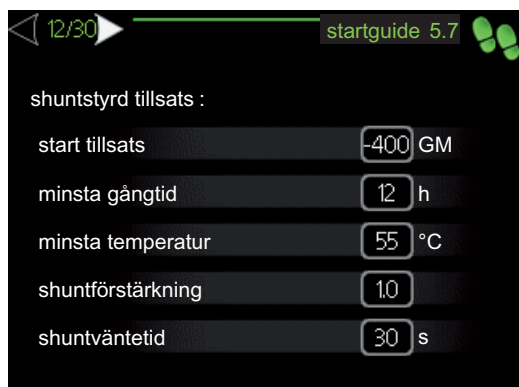 12/30
startguide 5.7
shuntstyrd tillsats :
start tillsats -400 GM
minsta gångtid 12 h
minsta temperatur 55 °C
shuntförstärkning 1.0
shuntväntetid 30 s